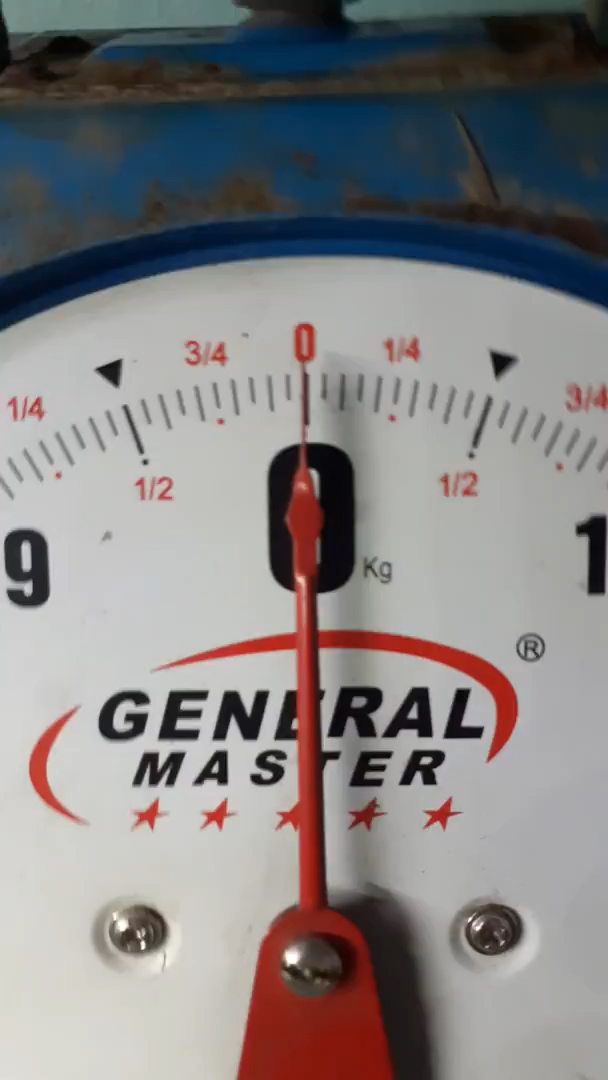 3/4 0 1/4
1/4 3/4
1/2 1/2
9 0 Kg 1
®
GENERAL
MASTER